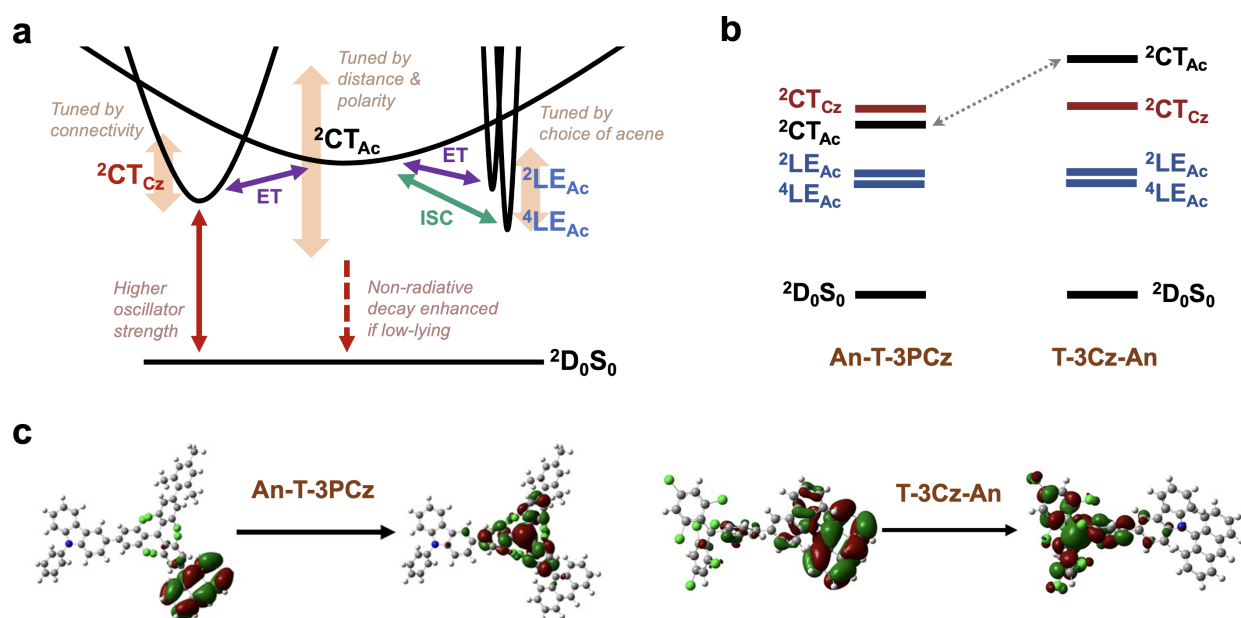 a
Tuned by
distance &
polarity
Tuned by
connectivity
Tuned by
choice of acene
²CT_Ac
²CT_Cz
ET
ET
ISC
²LE_Ac
⁴LE_Ac
Higher
oscillator
strength
Non-radiative
decay enhanced
if low-lying
²D₀S₀
b
²CT_Ac
²CT_Cz
²CT_Cz
²CT_Ac
²LE_Ac
²LE_Ac
⁴LE_Ac
⁴LE_Ac
²D₀S₀
²D₀S₀
An-T-3PCz
T-3Cz-An
c
An-T-3PCz
T-3Cz-An